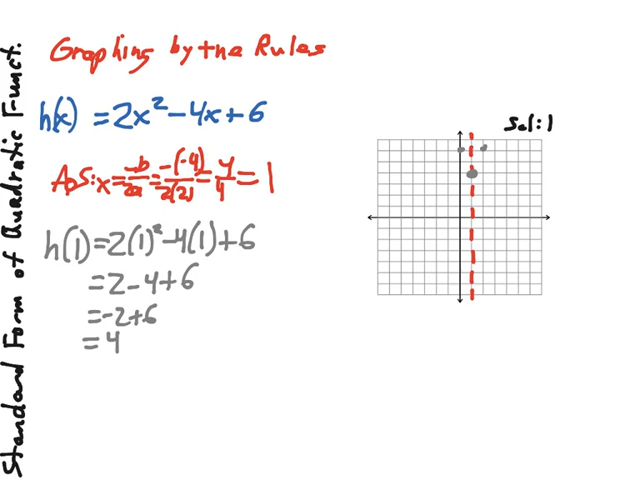 Standard Form of Quadratic Funct.
Graphing by the Rules
h(x) = 2x² - 4x + 6
AOS: x = -b/2a = -(-4)/2(2) = 4/4 = 1
h(1) = 2(1)² - 4(1) + 6
= 2 - 4 + 6
= -2 + 6
= 4
Scl: 1